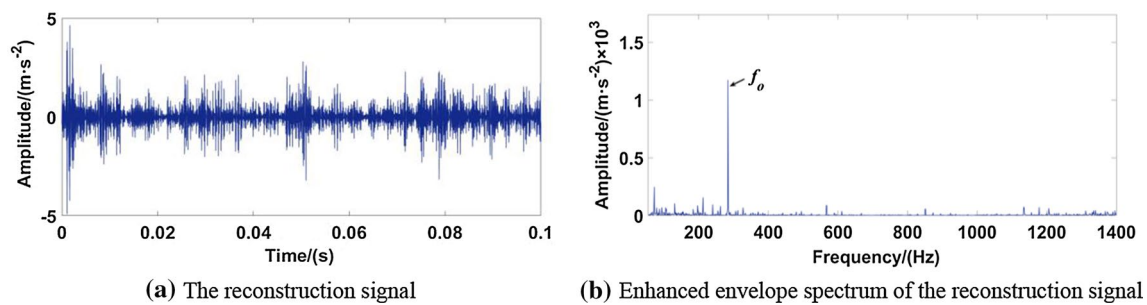 5
0
-5
Amplitude/(m·s⁻²)
0
0.02
0.04
0.06
0.08
0.1
Time/(s)
(a) The reconstruction signal
1.5
1
0.5
0
Amplitude/(m·s⁻²)×10³
fₒ
200
400
600
800
1000
1200
1400
Frequency/(Hz)
(b) Enhanced envelope spectrum of the reconstruction signal